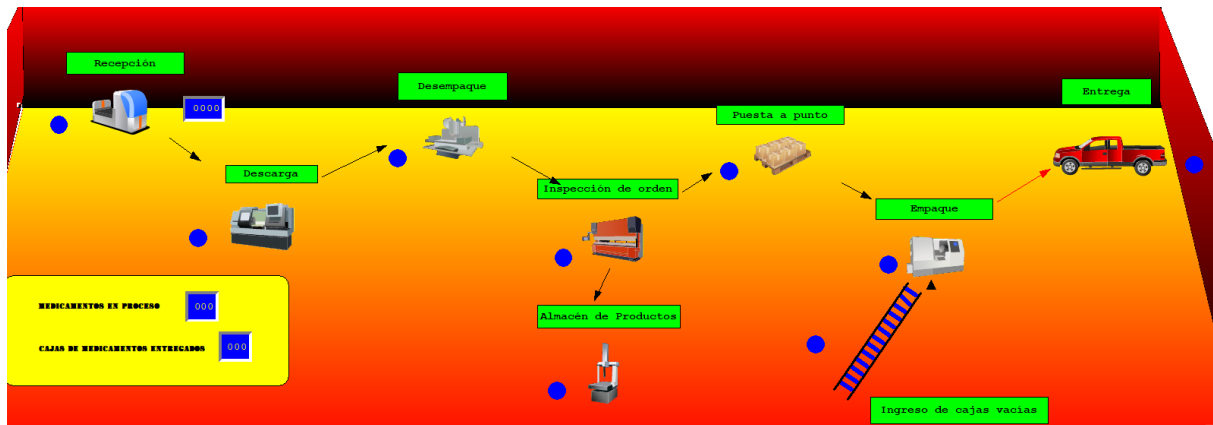 Recepción
Desempaque
Entrega
0000
Puesta a punto
Descarga
Inspección de orden
Empaque
MEDICAMENTOS EN PROCESO 000
Almacén de Productos
CAJAS DE MEDICAMENTOS ENTREGADOS 000
Ingreso de cajas vacías